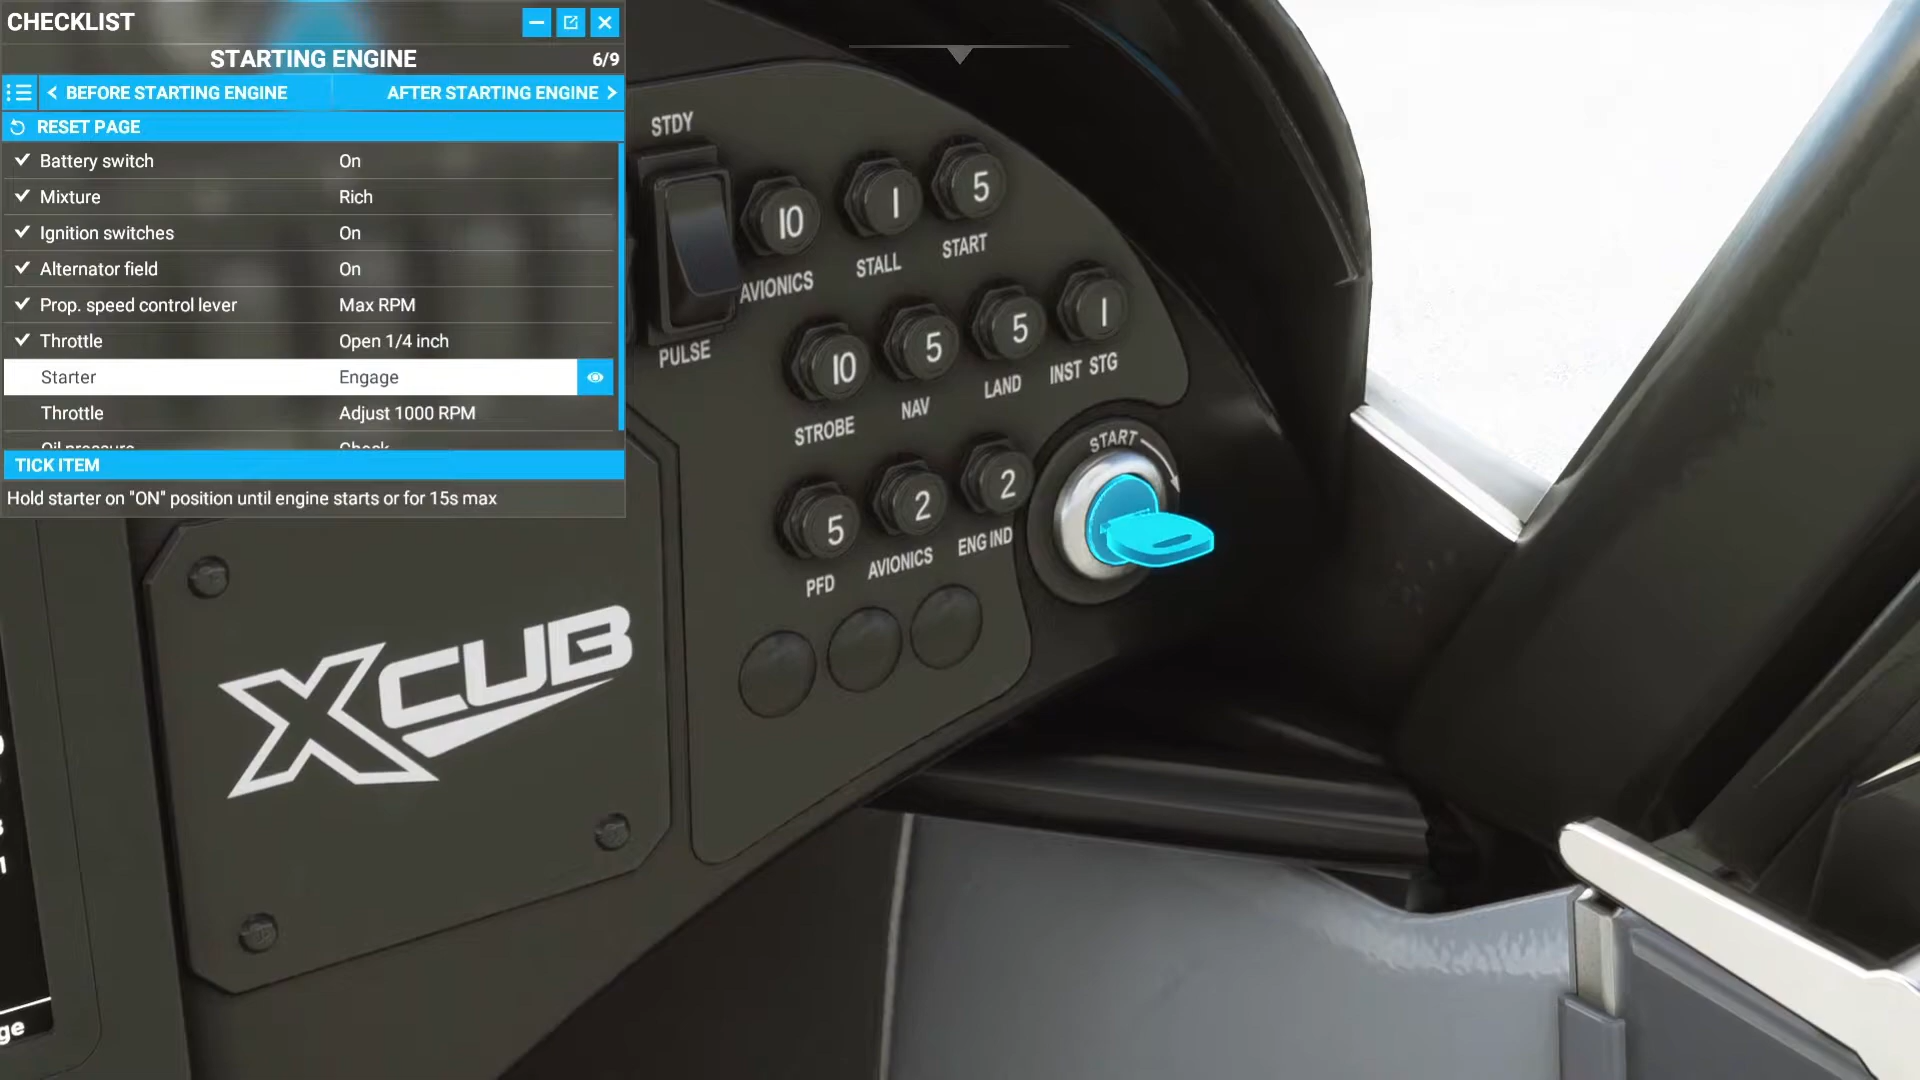 CHECKLIST
STARTING ENGINE 6/9
< BEFORE STARTING ENGINE AFTER STARTING ENGINE >
RESET PAGE
Battery switch On
Mixture Rich
Ignition switches On
Alternator field On
Prop. speed control lever Max RPM
Throttle Open 1/4 inch
Starter Engage
Throttle Adjust 1000 RPM
Oil pressure Check
TICK ITEM
Hold starter on "ON" position until engine starts or for 15s max
STDY
PULSE
10 1 5
AVIONICS STALL START
10 5 5 1
STROBE NAV LAND INST STG
START
5 2 2
PFD AVIONICS ENG IND
XCUB
ge